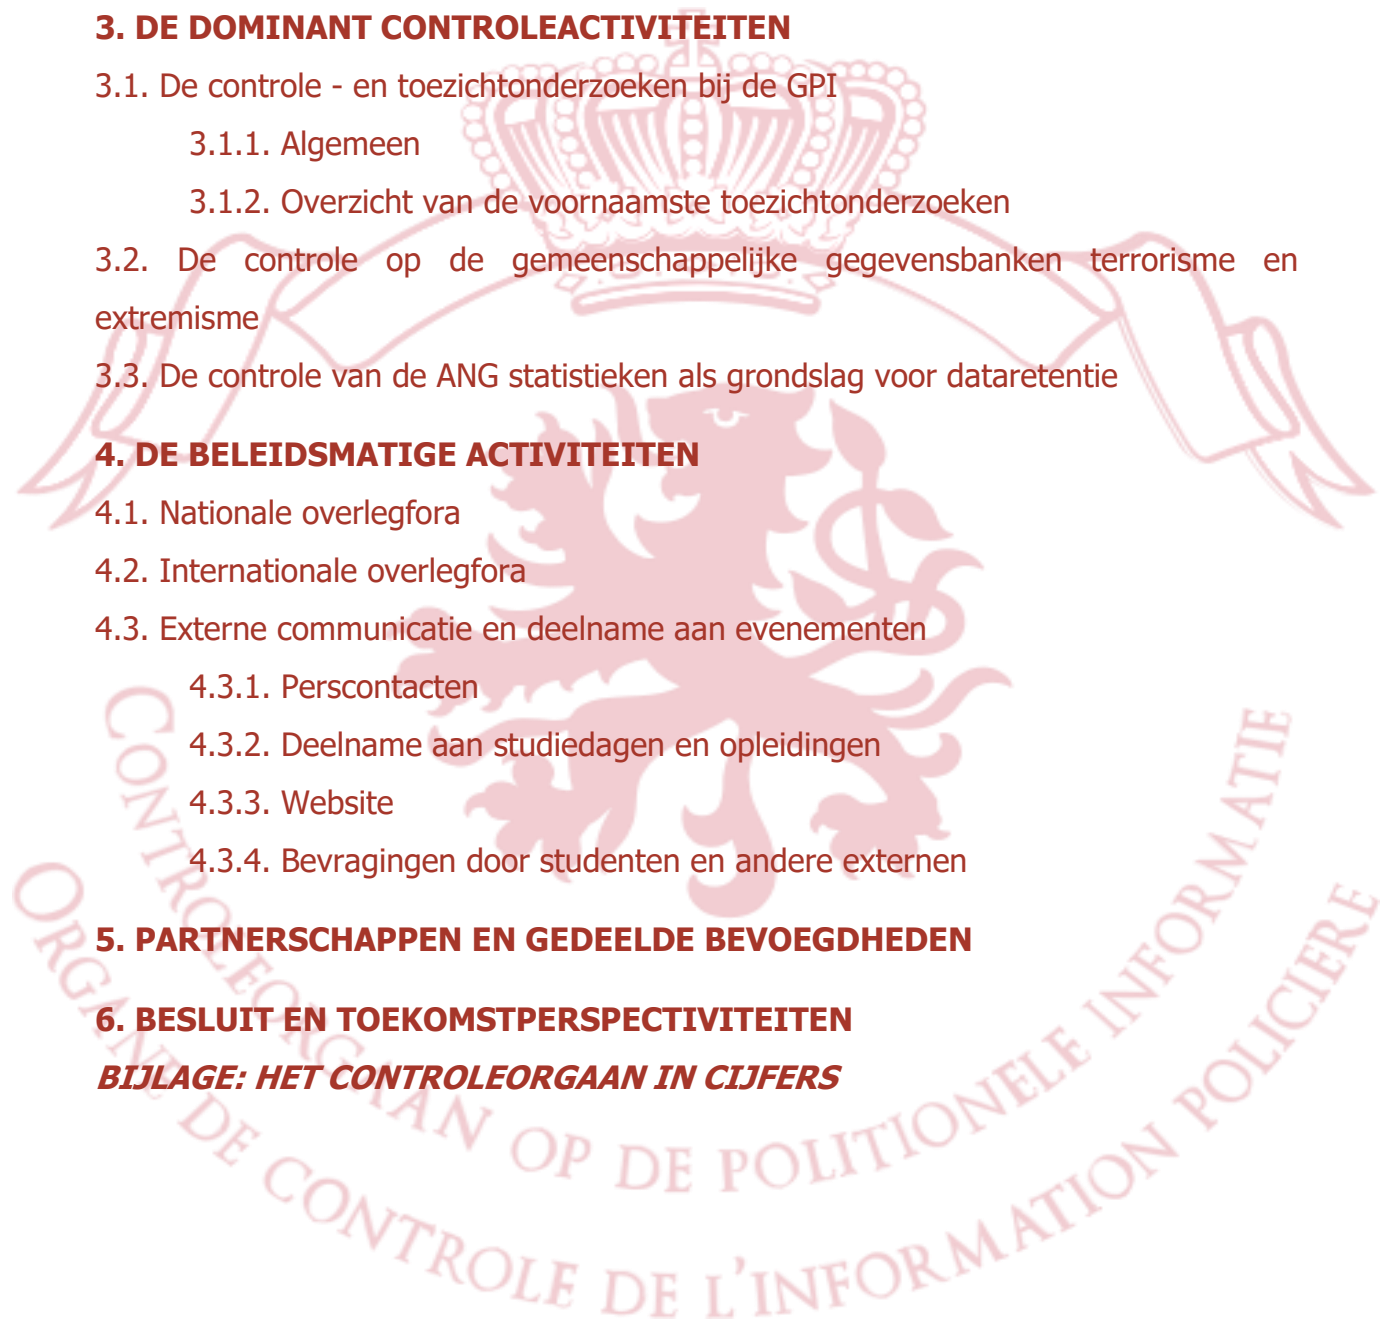 3. DE DOMINANT CONTROLEACTIVITEITEN
3.1. De controle - en toezichtonderzoeken bij de GPI
3.1.1. Algemeen
3.1.2. Overzicht van de voornaamste toezichtonderzoeken
3.2. De controle op de gemeenschappelijke gegevensbanken terrorisme en
extremisme
3.3. De controle van de ANG statistieken als grondslag voor dataretentie
4. DE BELEIDSMATIGE ACTIVITEITEN
4.1. Nationale overlegfora
4.2. Internationale overlegfora
4.3. Externe communicatie en deelname aan evenementen
4.3.1. Perscontacten
4.3.2. Deelname aan studiedagen en opleidingen
4.3.3. Website
4.3.4. Bevragingen door studenten en andere externen
5. PARTNERSCHAPPEN EN GEDEELDE BEVOEGDHEDEN
6. BESLUIT EN TOEKOMSTPERSPECTIVITEITEN
BIJLAGE: HET CONTROLEORGAAN IN CIJFERS
CONTROLEORGAAN OP DE POLITIONELE INFORMATIE
ORGANE DE CONTROLE DE L'INFORMATION POLICIERE